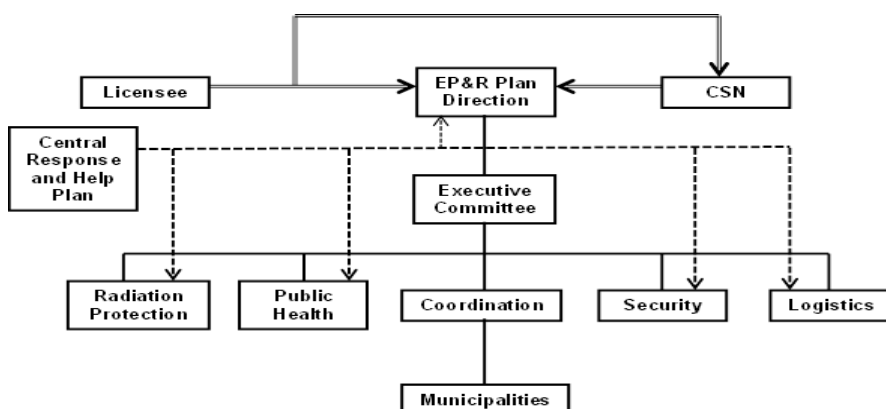 Licensee
EP&R Plan
Direction
CSN
Central
Response
and Help
Plan
Executive
Committee
Radiation
Protection
Public
Health
Coordination
Security
Logistics
Municipalities